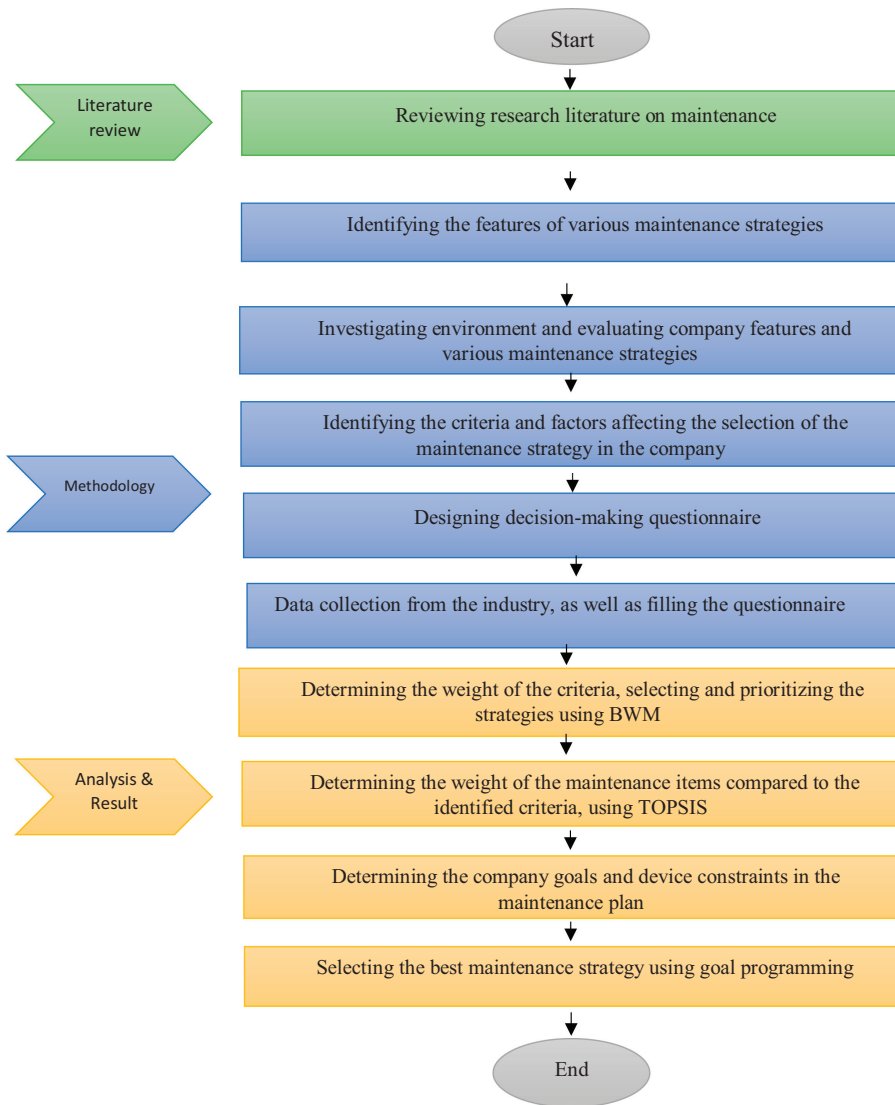 Start
Literature
review
Reviewing research literature on maintenance
Identifying the features of various maintenance strategies
Investigating environment and evaluating company features and
various maintenance strategies
Identifying the criteria and factors affecting the selection of the
maintenance strategy in the company
Methodology
Designing decision-making questionnaire
Data collection from the industry, as well as filling the questionnaire
Determining the weight of the criteria, selecting and prioritizing the
strategies using BWM
Analysis &
Result
Determining the weight of the maintenance items compared to the
identified criteria, using TOPSIS
Determining the company goals and device constraints in the
maintenance plan
Selecting the best maintenance strategy using goal programming
End